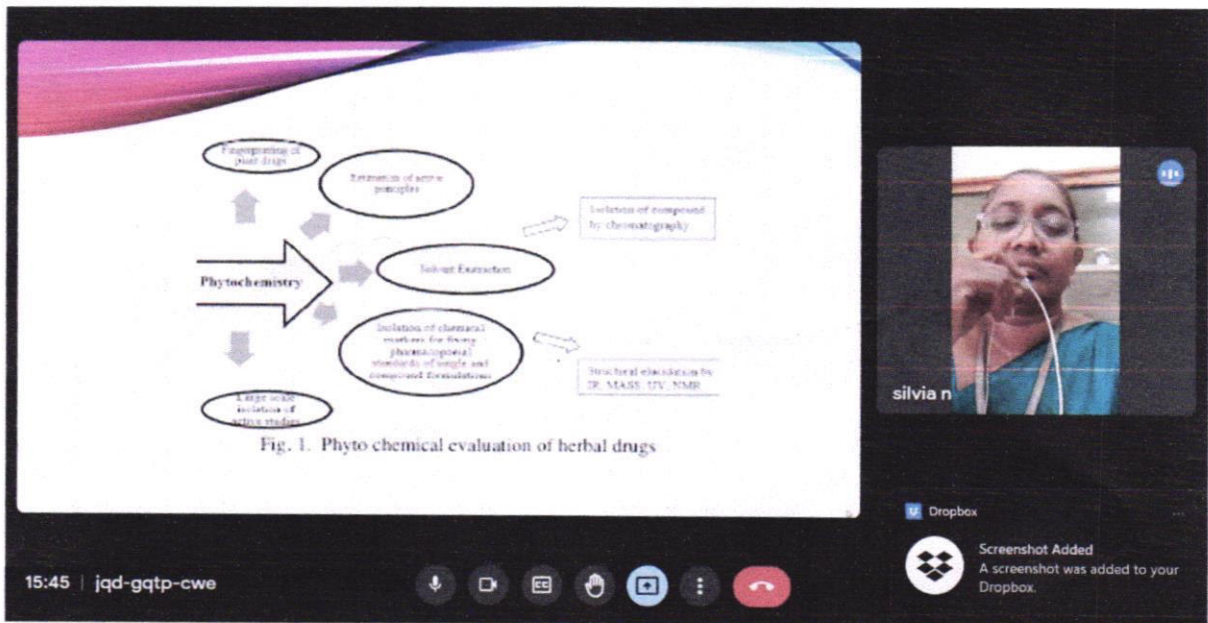 Fingerprinting of
plant drugs
Estimation of active
principles
Isolation of compound
by chromatography
Solvent Extraction
Phytochemistry
Isolation of chemical
markers for fixing
pharmacopoeial
standards of single and
compound formulations
Structural elucidation by
IR, MASS, UV, NMR
Large scale
isolation of
active studies
Fig. 1. Phyto chemical evaluation of herbal drugs
silvia n
Dropbox
Screenshot Added
A screenshot was added to your
Dropbox.
15:45 | jqd-gqtp-cwe
CC